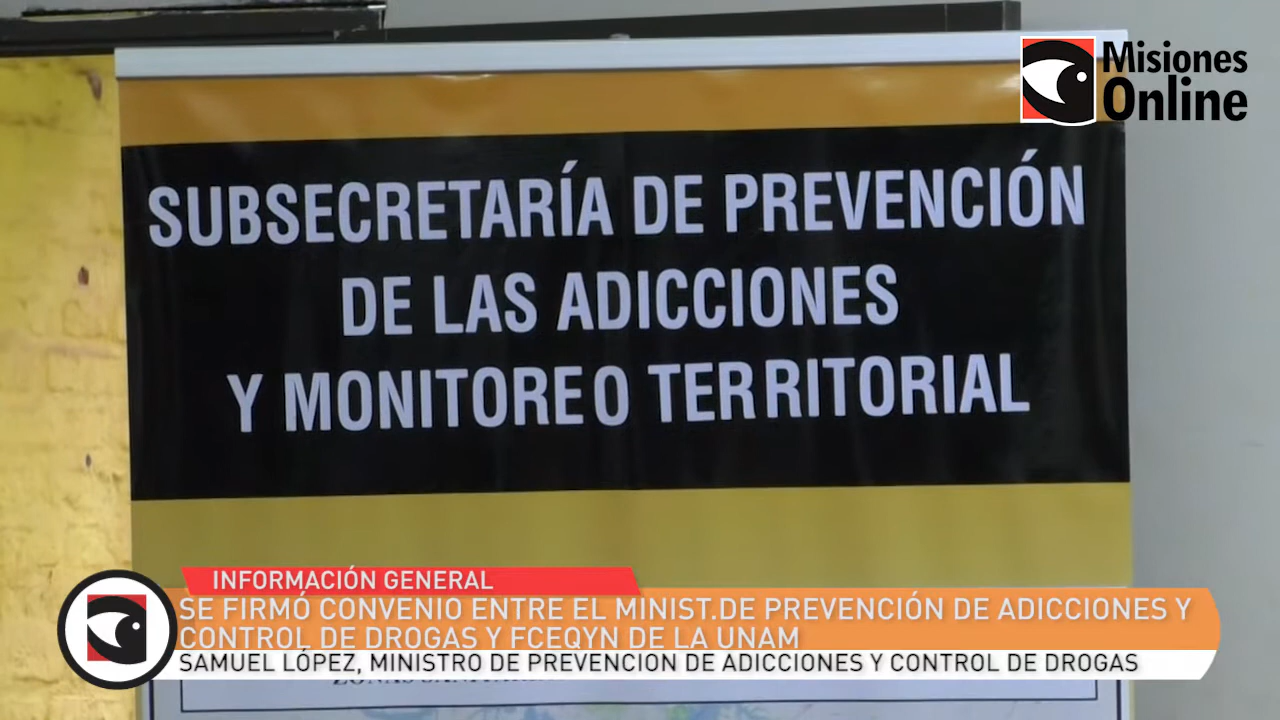 Misiones
Online
SUBSECRETARÍA DE PREVENCIÓN
DE LAS ADICCIONES
Y MONITOREO TERRITORIAL
INFORMACIÓN GENERAL
SE FIRMÓ CONVENIO ENTRE EL MINIST.DE PREVENCIÓN DE ADICCIONES Y
CONTROL DE DROGAS Y FCEQYN DE LA UNAM
SAMUEL LÓPEZ, MINISTRO DE PREVENCION DE ADICCIONES Y CONTROL DE DROGAS